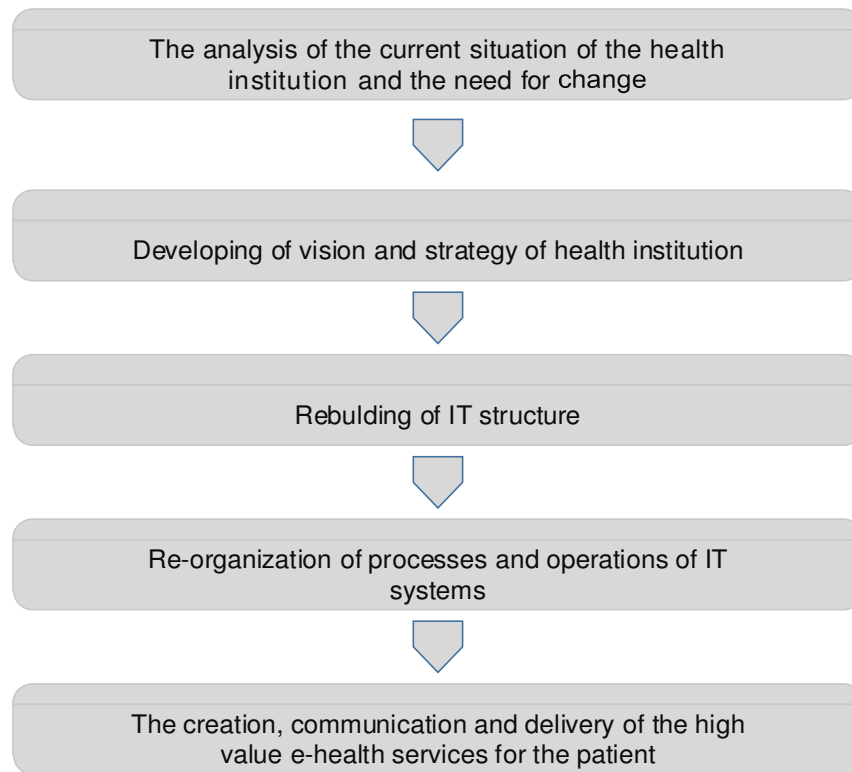 The analysis of the current situation of the health
institution and the need for change
Developing of vision and strategy of health institution
Rebulding of IT structure
Re-organization of processes and operations of IT
systems
The creation, communication and delivery of the high
value e-health services for the patient